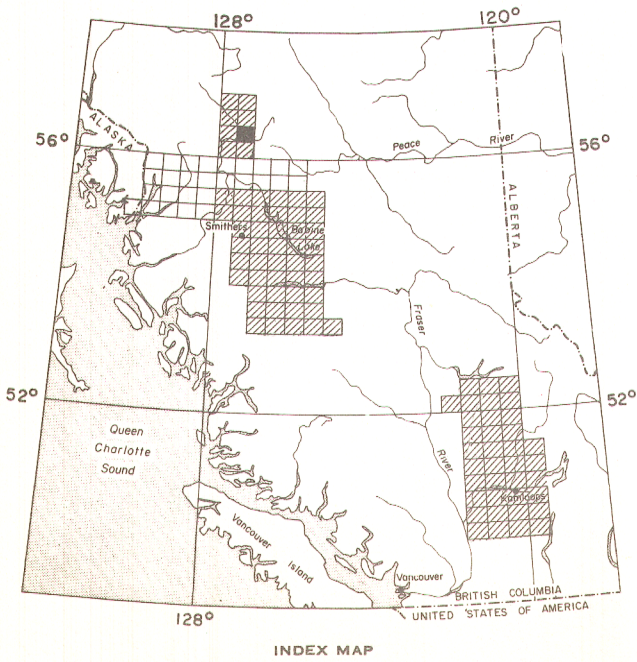 128°
120°
ALASKA
56°
Peace River
56°
ALBERTA
Smithers
Babine
Lake
Fraser
52°
52°
Queen
Charlotte
Sound
River
Kamloops
Vancouver
Island
Vancouver
BRITISH COLUMBIA
UNITED STATES OF AMERICA
128°
INDEX MAP